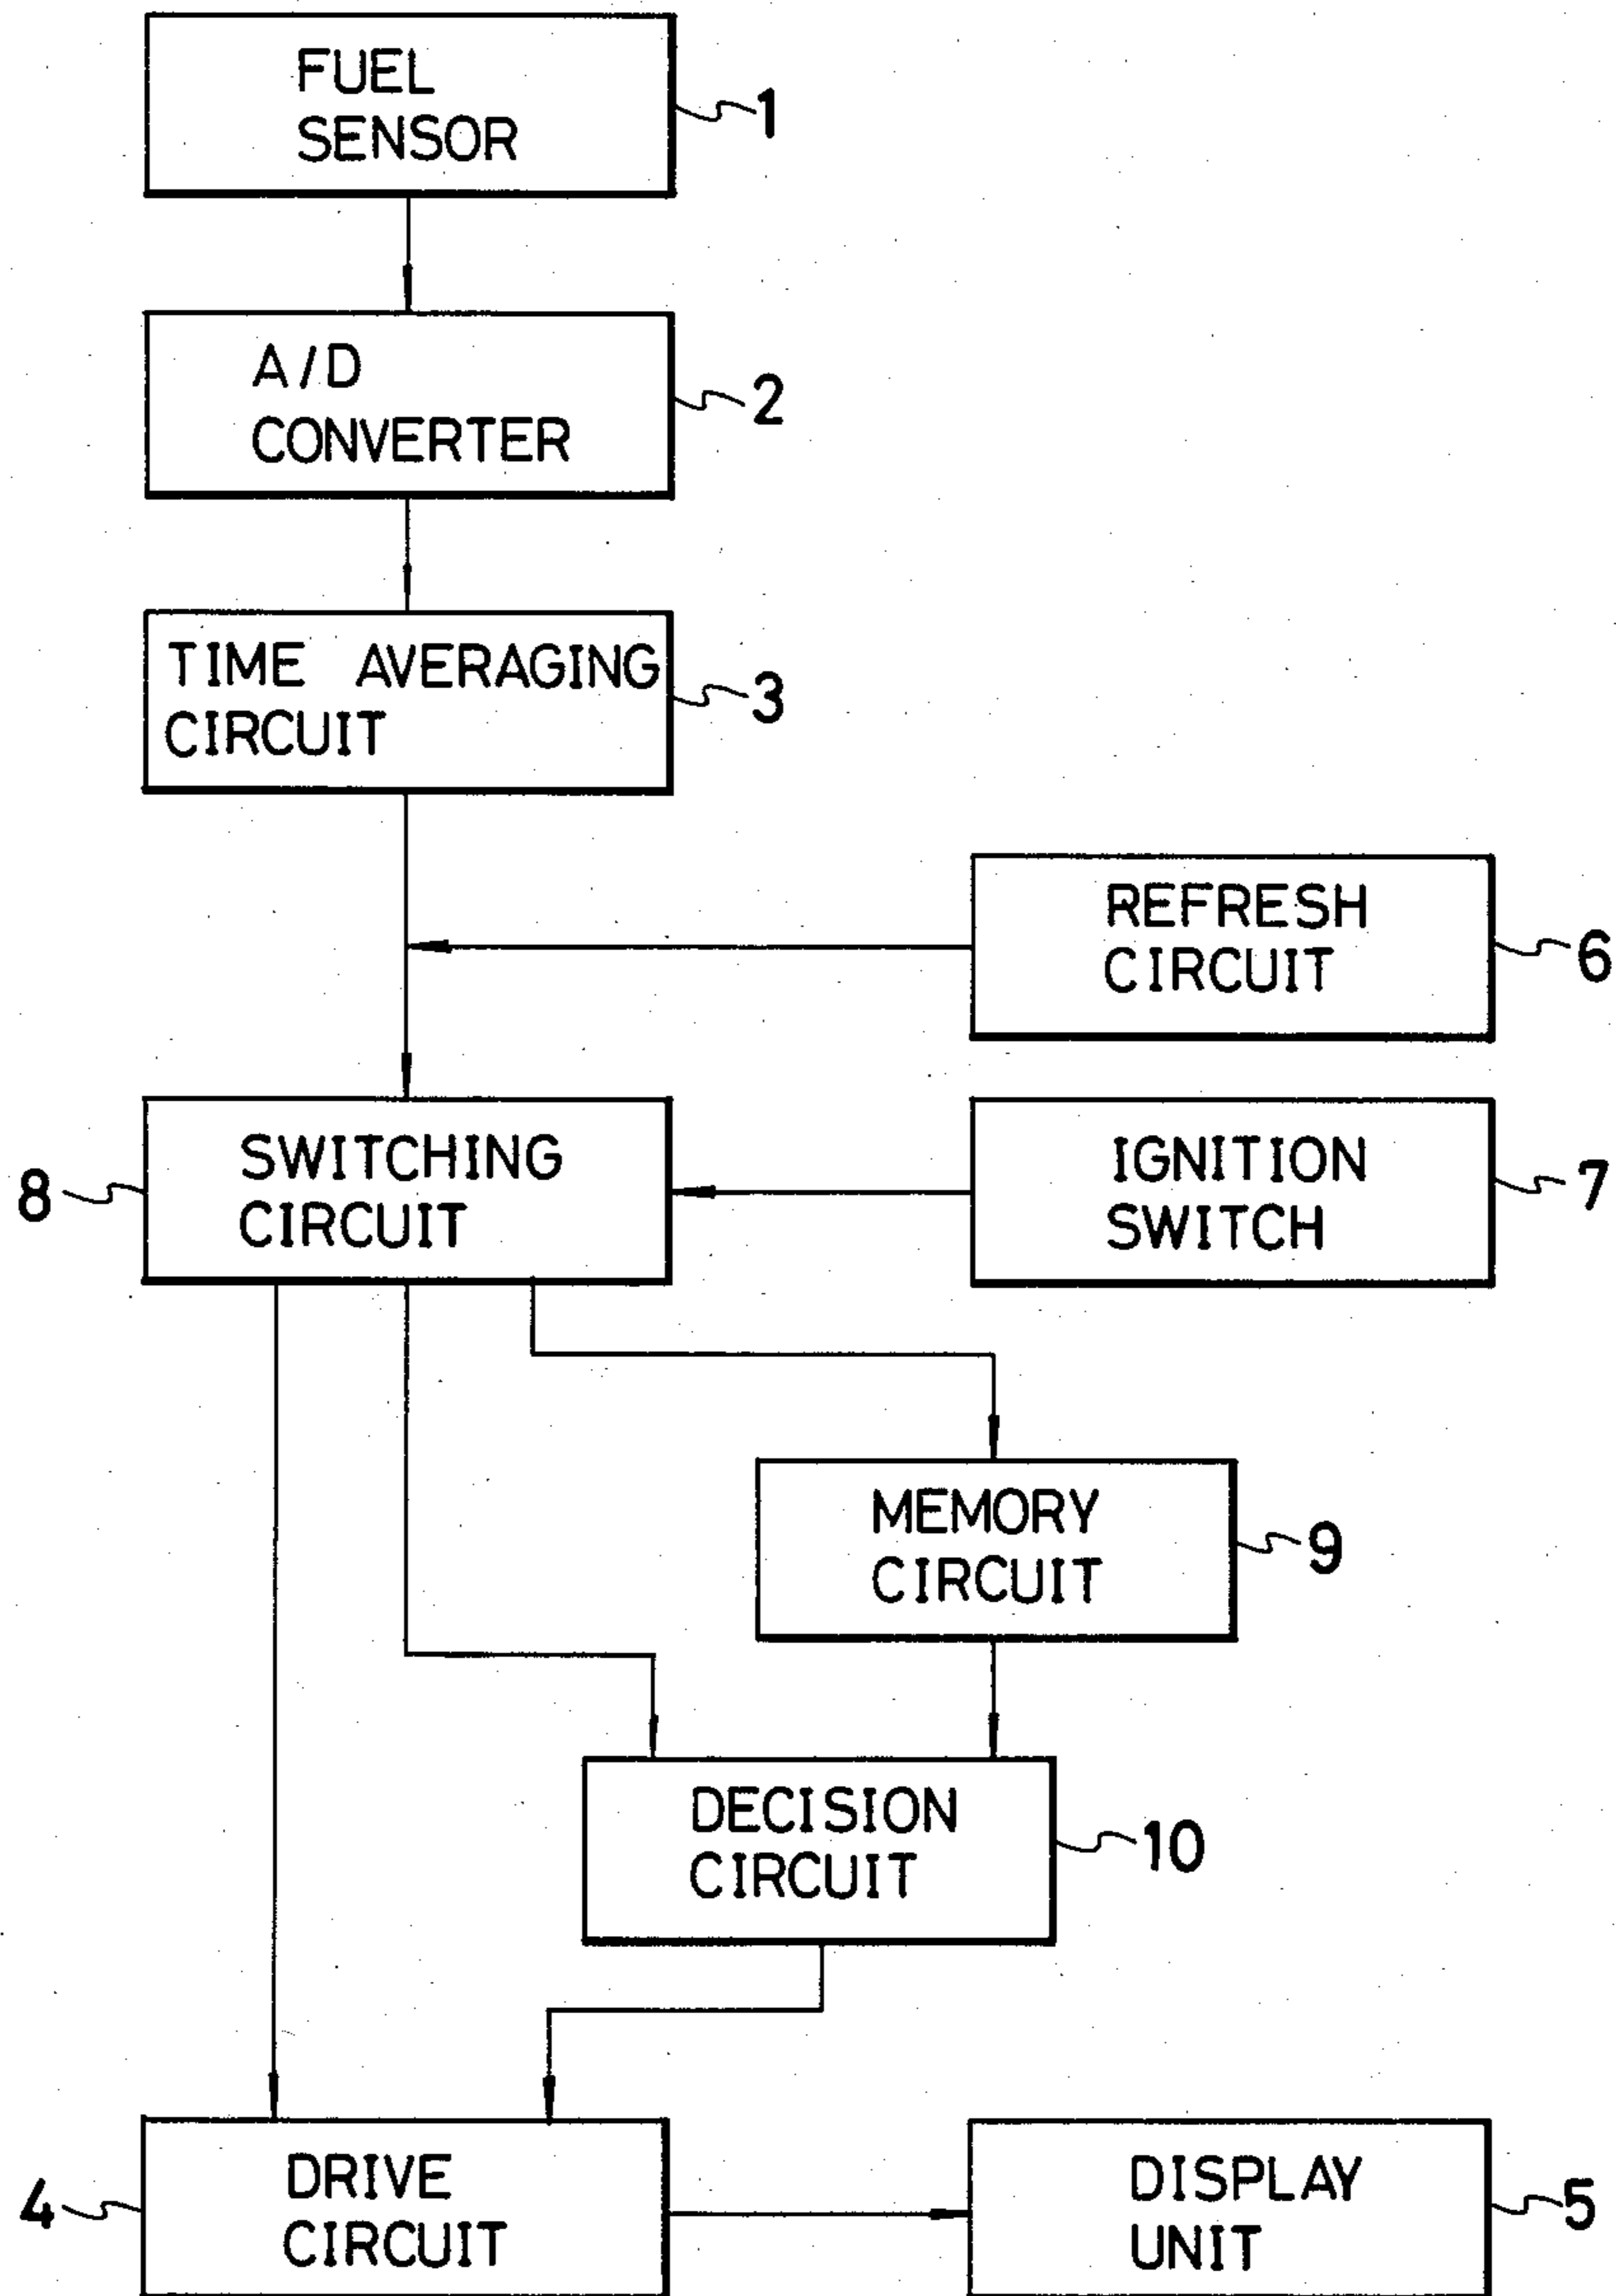 FUEL
SENSOR
1
A/D
CONVERTER
2
TIME AVERAGING
CIRCUIT
3
REFRESH
CIRCUIT
6
SWITCHING
CIRCUIT
8
IGNITION
SWITCH
7
MEMORY
CIRCUIT
9
DECISION
CIRCUIT
10
DRIVE
CIRCUIT
4
DISPLAY
UNIT
5